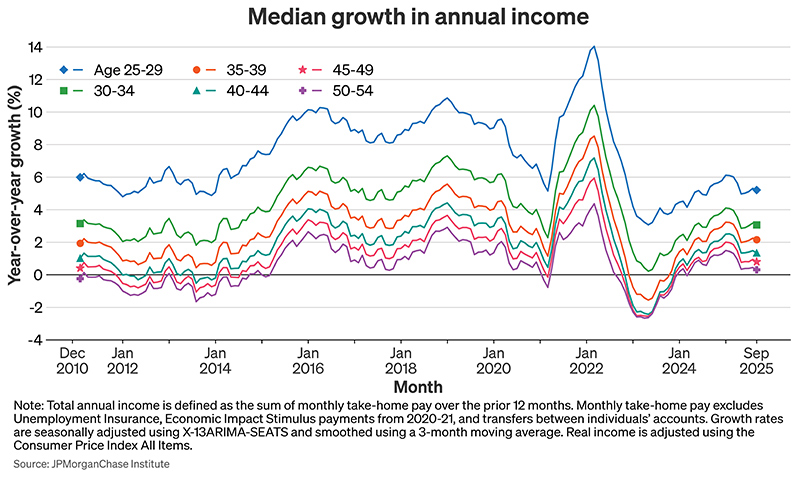 Median growth in annual income
Year-over-year growth (%)
14
12
10
8
6
4
2
0
-2
-4
Age 25-29
35-39
45-49
30-34
40-44
50-54
Dec 2010
Jan 2012
Jan 2014
Jan 2016
Jan 2018
Jan 2020
Jan 2022
Jan 2024
Sep 2025
Month
Note: Total annual income is defined as the sum of monthly take-home pay over the prior 12 months. Monthly take-home pay excludes
Unemployment Insurance, Economic Impact Stimulus payments from 2020-21, and transfers between individuals’ accounts. Growth rates
are seasonally adjusted using X-13ARIMA-SEATS and smoothed using a 3-month moving average. Real income is adjusted using the
Consumer Price Index All Items.
Source: JPMorganChase Institute